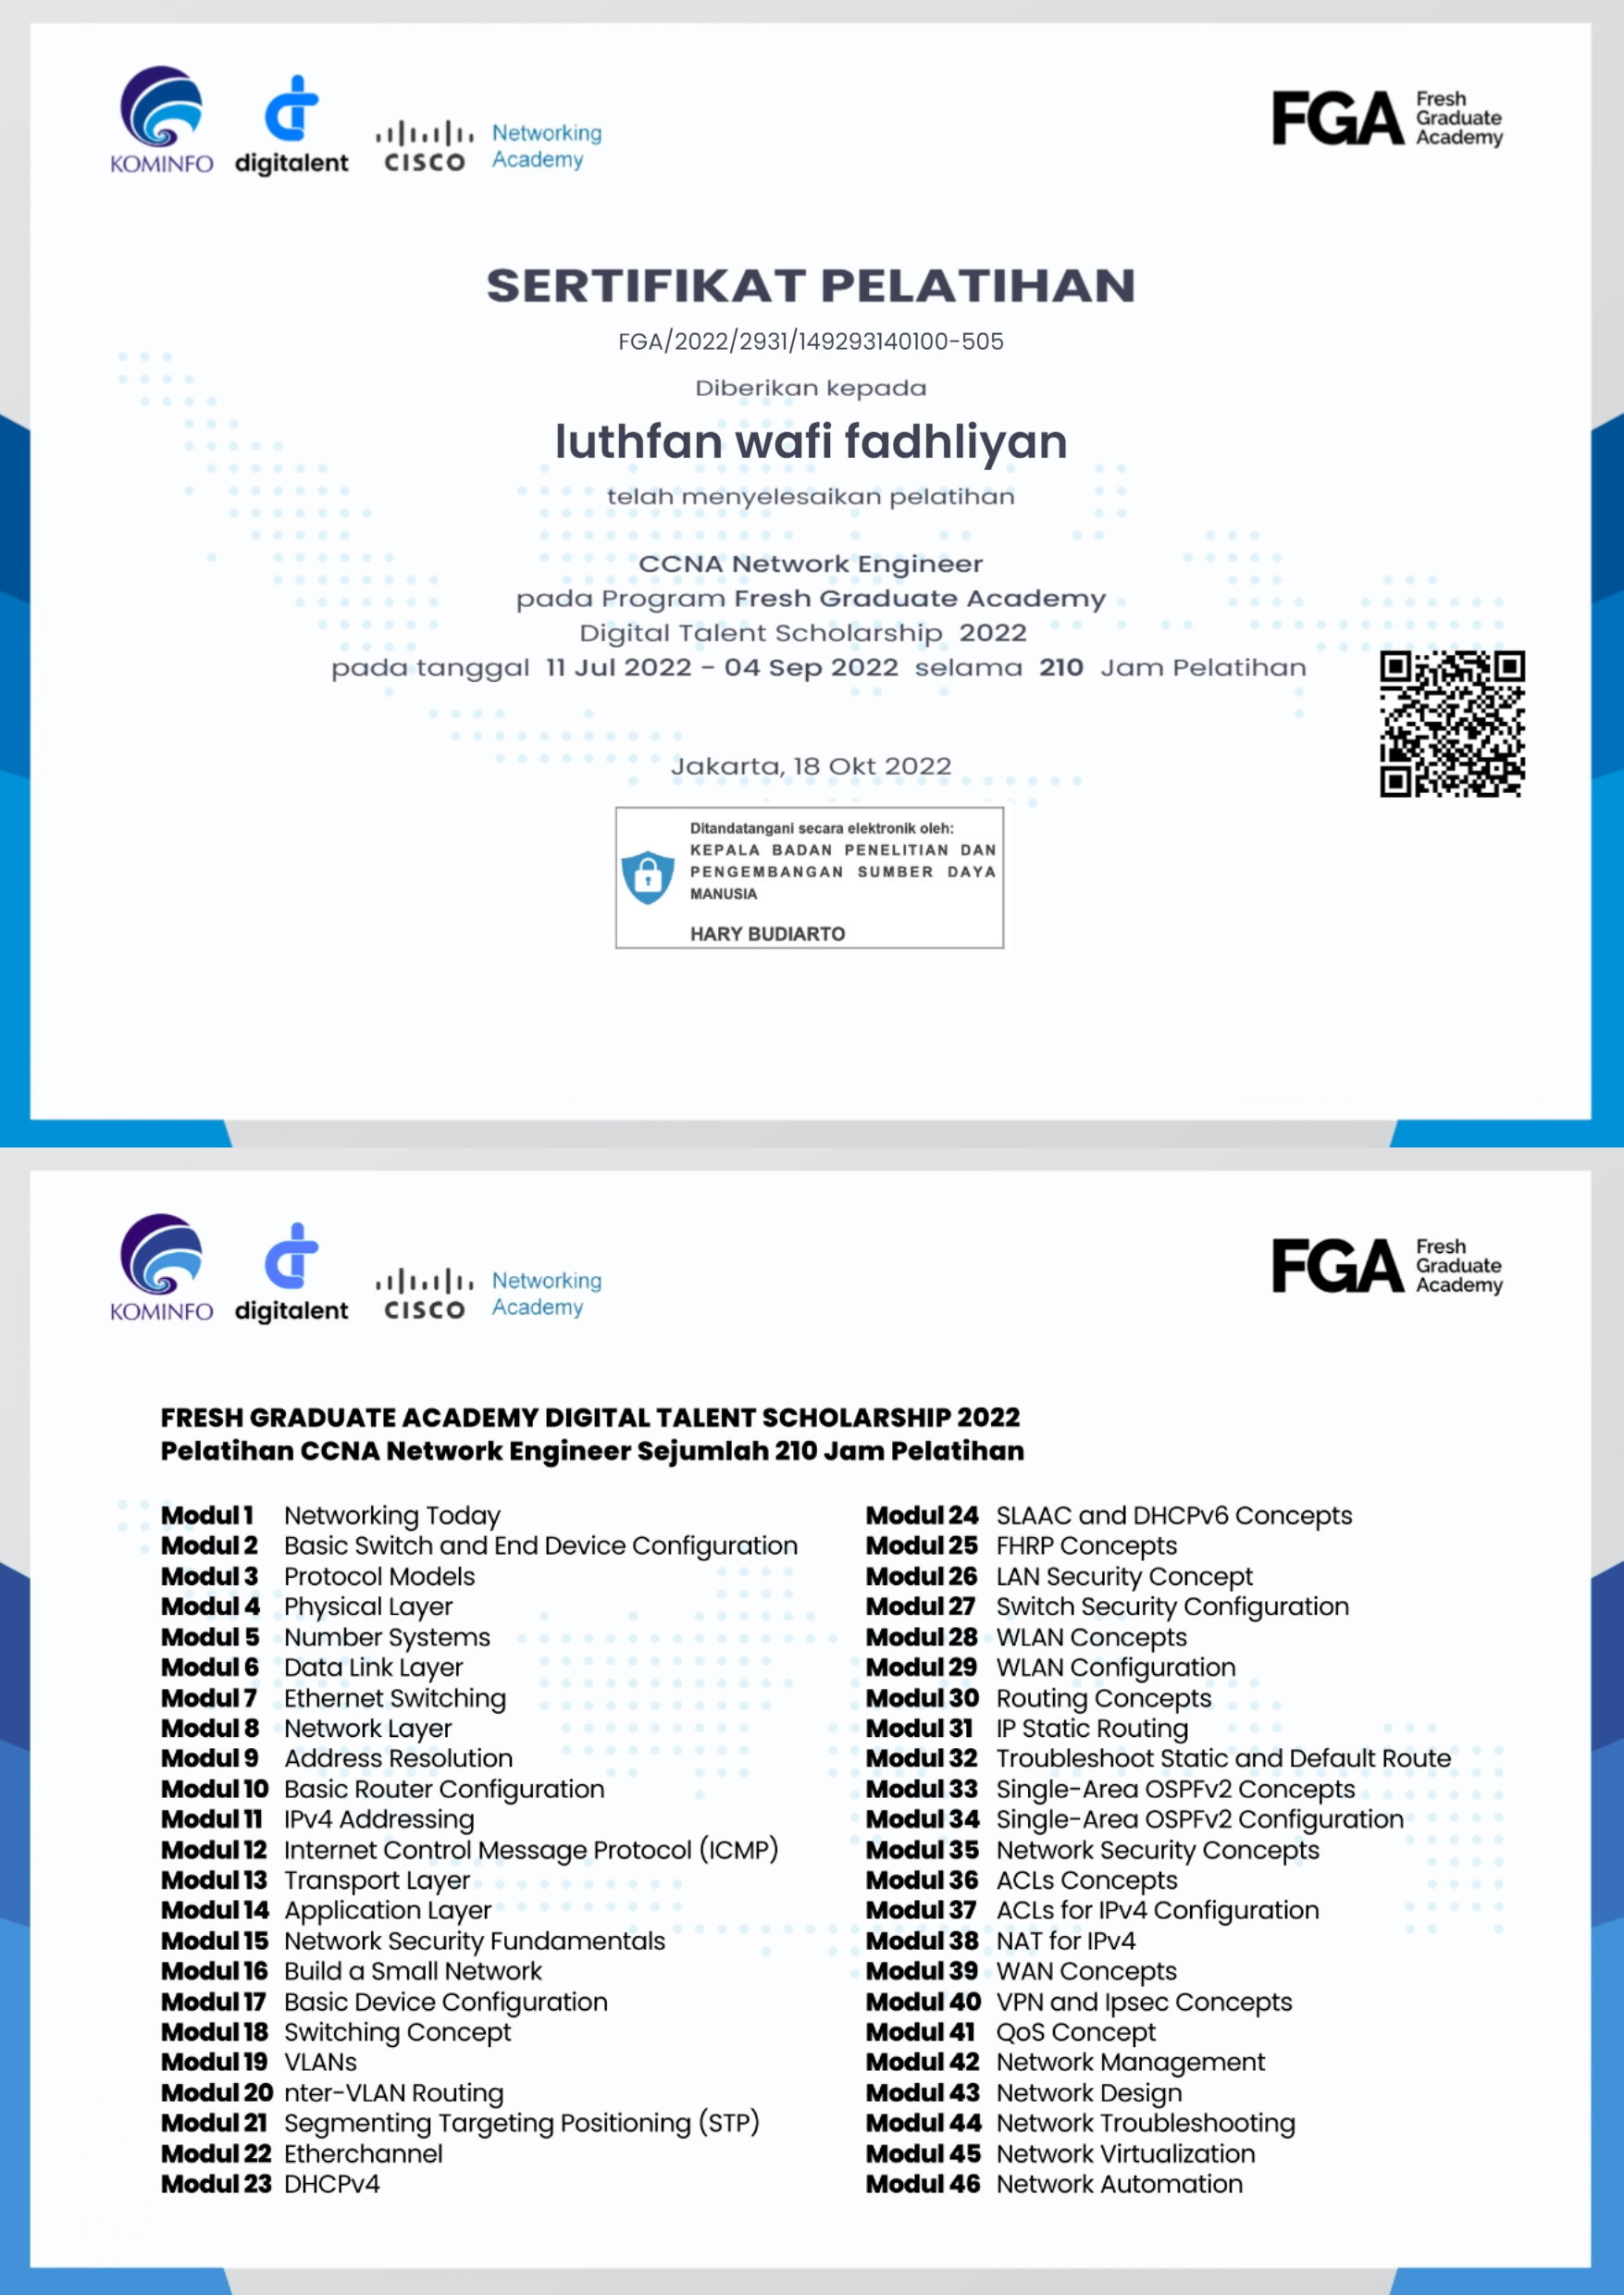 KOMINFO
digitalent
CISCO
Networking
Academy
FGA
Fresh
Graduate
Academy
SERTIFIKAT PELATIHAN
FGA/2022/2931/149293140100-505
Diberikan kepada
luthfan wafi fadhliyan
telah menyelesaikan pelatihan
CCNA Network Engineer
pada Program Fresh Graduate Academy
Digital Talent Scholarship 2022
pada tanggal 11 Jul 2022 - 04 Sep 2022 selama 210 Jam Pelatihan
Jakarta, 18 Okt 2022
Ditandatangani secara elektronik oleh:
KEPALA BADAN PENELITIAN DAN
PENGEMBANGAN SUMBER DAYA
MANUSIA
HARY BUDIARTO
KOMINFO
digitalent
CISCO
Networking
Academy
FGA
Fresh
Graduate
Academy
FRESH GRADUATE ACADEMY DIGITAL TALENT SCHOLARSHIP 2022
Pelatihan CCNA Network Engineer Sejumlah 210 Jam Pelatihan
Modul 1 Networking Today
Modul 2 Basic Switch and End Device Configuration
Modul 3 Protocol Models
Modul 4 Physical Layer
Modul 5 Number Systems
Modul 6 Data Link Layer
Modul 7 Ethernet Switching
Modul 8 Network Layer
Modul 9 Address Resolution
Modul 10 Basic Router Configuration
Modul 11 IPv4 Addressing
Modul 12 Internet Control Message Protocol (ICMP)
Modul 13 Transport Layer
Modul 14 Application Layer
Modul 15 Network Security Fundamentals
Modul 16 Build a Small Network
Modul 17 Basic Device Configuration
Modul 18 Switching Concept
Modul 19 VLANs
Modul 20 nter-VLAN Routing
Modul 21 Segmenting Targeting Positioning (STP)
Modul 22 Etherchannel
Modul 23 DHCPv4
Modul 24 SLAAC and DHCPv6 Concepts
Modul 25 FHRP Concepts
Modul 26 LAN Security Concept
Modul 27 Switch Security Configuration
Modul 28 WLAN Concepts
Modul 29 WLAN Configuration
Modul 30 Routing Concepts
Modul 31 IP Static Routing
Modul 32 Troubleshoot Static and Default Route
Modul 33 Single-Area OSPFv2 Concepts
Modul 34 Single-Area OSPFv2 Configuration
Modul 35 Network Security Concepts
Modul 36 ACLs Concepts
Modul 37 ACLs for IPv4 Configuration
Modul 38 NAT for IPv4
Modul 39 WAN Concepts
Modul 40 VPN and Ipsec Concepts
Modul 41 QoS Concept
Modul 42 Network Management
Modul 43 Network Design
Modul 44 Network Troubleshooting
Modul 45 Network Virtualization
Modul 46 Network Automation